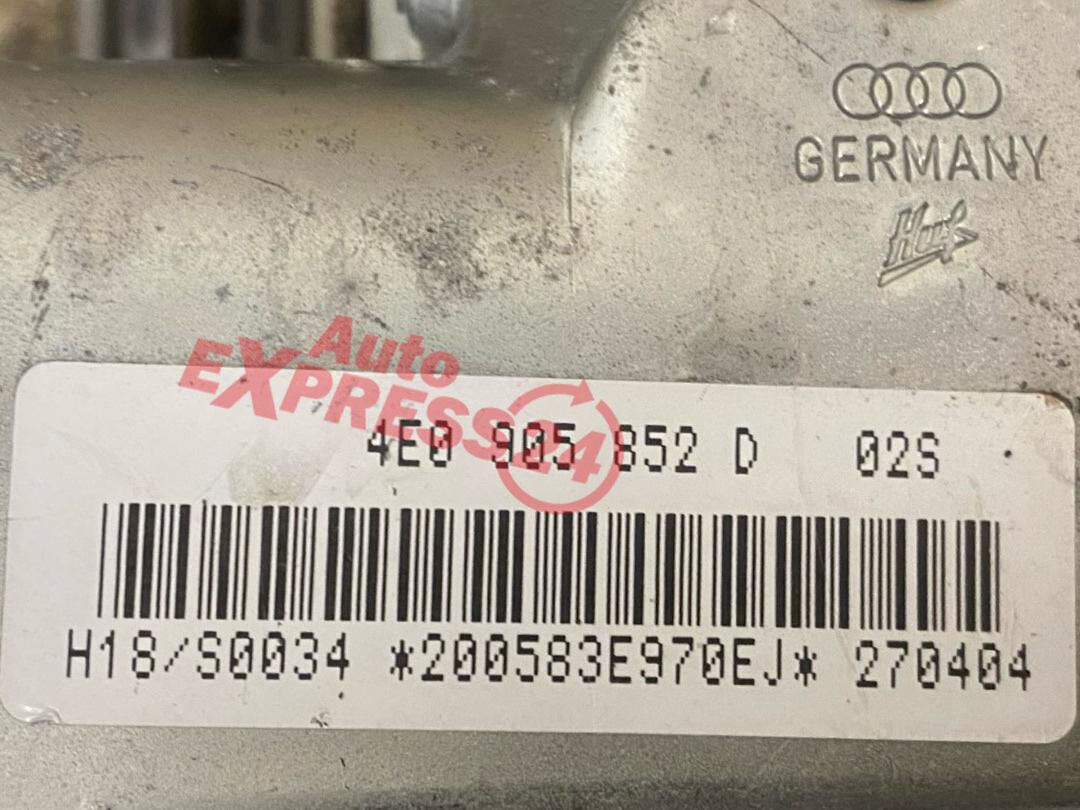 GERMANY
Huf
Auto
EXPRESS24
4E0 905 852 D 02S
H18/S0034 *200583E970EJ* 270404